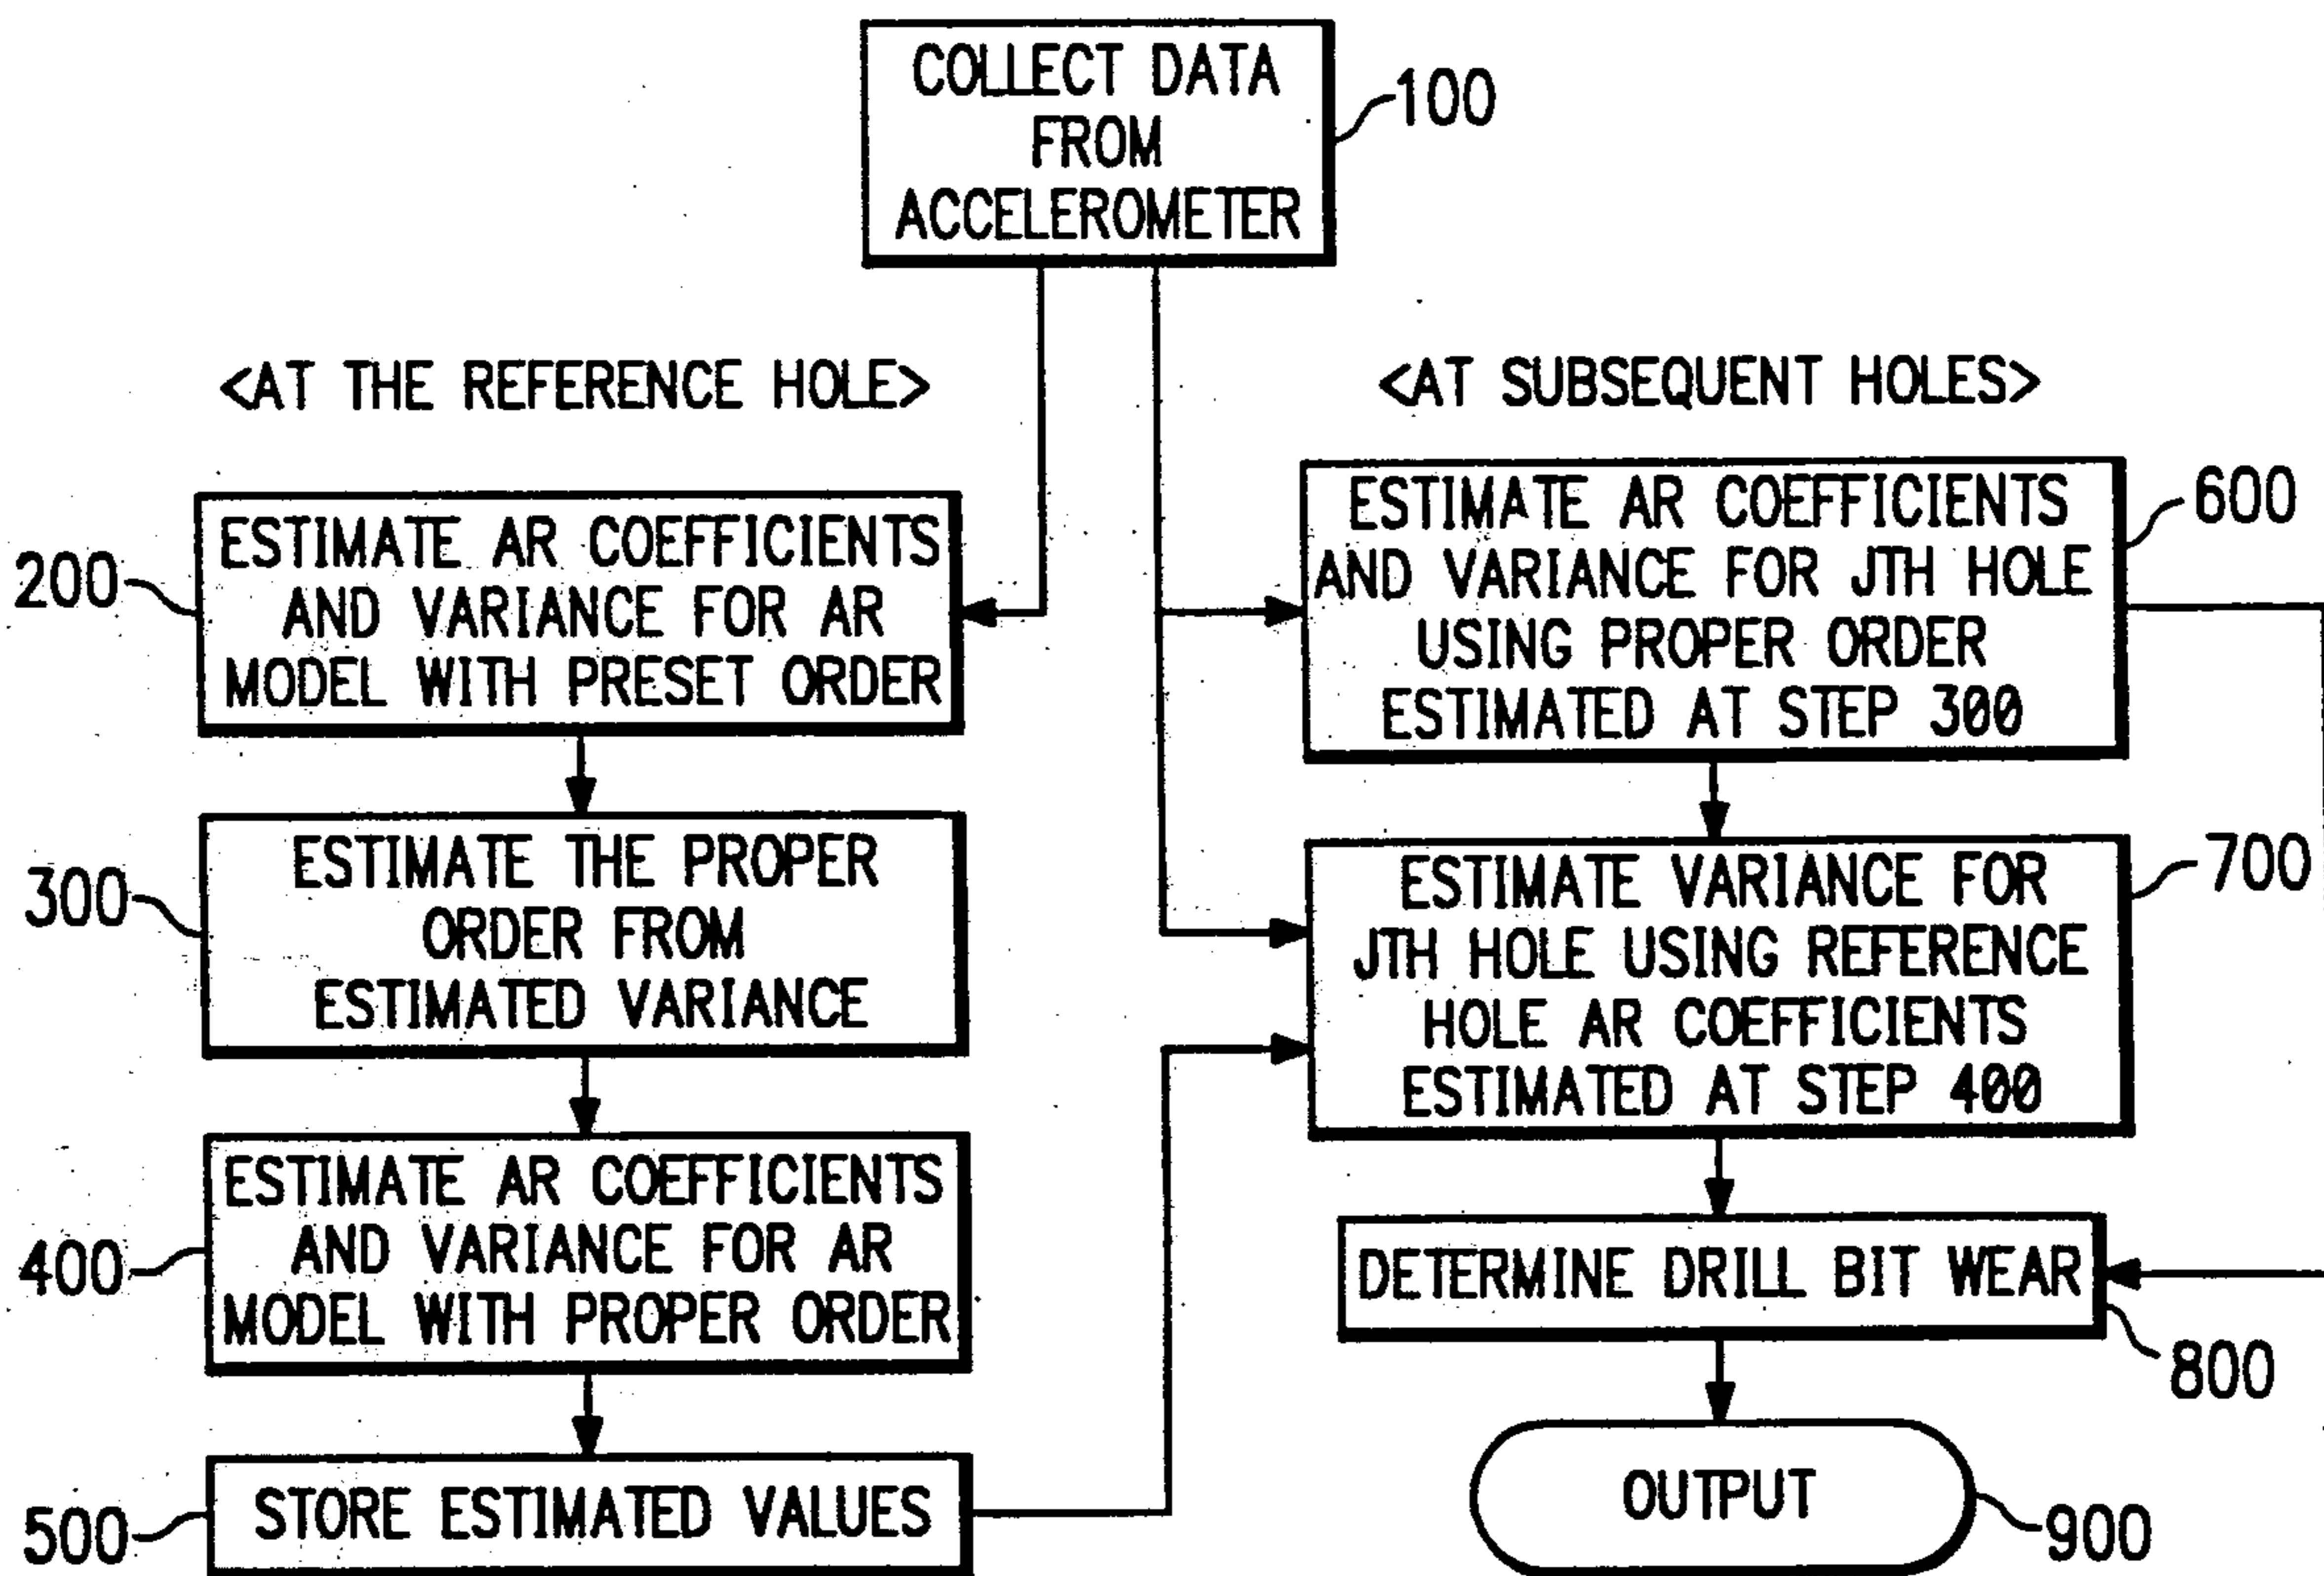 COLLECT DATA
FROM
ACCELEROMETER
100
<AT THE REFERENCE HOLE>
200
ESTIMATE AR COEFFICIENTS
AND VARIANCE FOR AR
MODEL WITH PRESET ORDER
300
ESTIMATE THE PROPER
ORDER FROM
ESTIMATED VARIANCE
400
ESTIMATE AR COEFFICIENTS
AND VARIANCE FOR AR
MODEL WITH PROPER ORDER
500
STORE ESTIMATED VALUES
<AT SUBSEQUENT HOLES>
ESTIMATE AR COEFFICIENTS
AND VARIANCE FOR JTH HOLE
USING PROPER ORDER
ESTIMATED AT STEP 300
600
ESTIMATE VARIANCE FOR
JTH HOLE USING REFERENCE
HOLE AR COEFFICIENTS
ESTIMATED AT STEP 400
700
DETERMINE DRILL BIT WEAR
800
OUTPUT
900